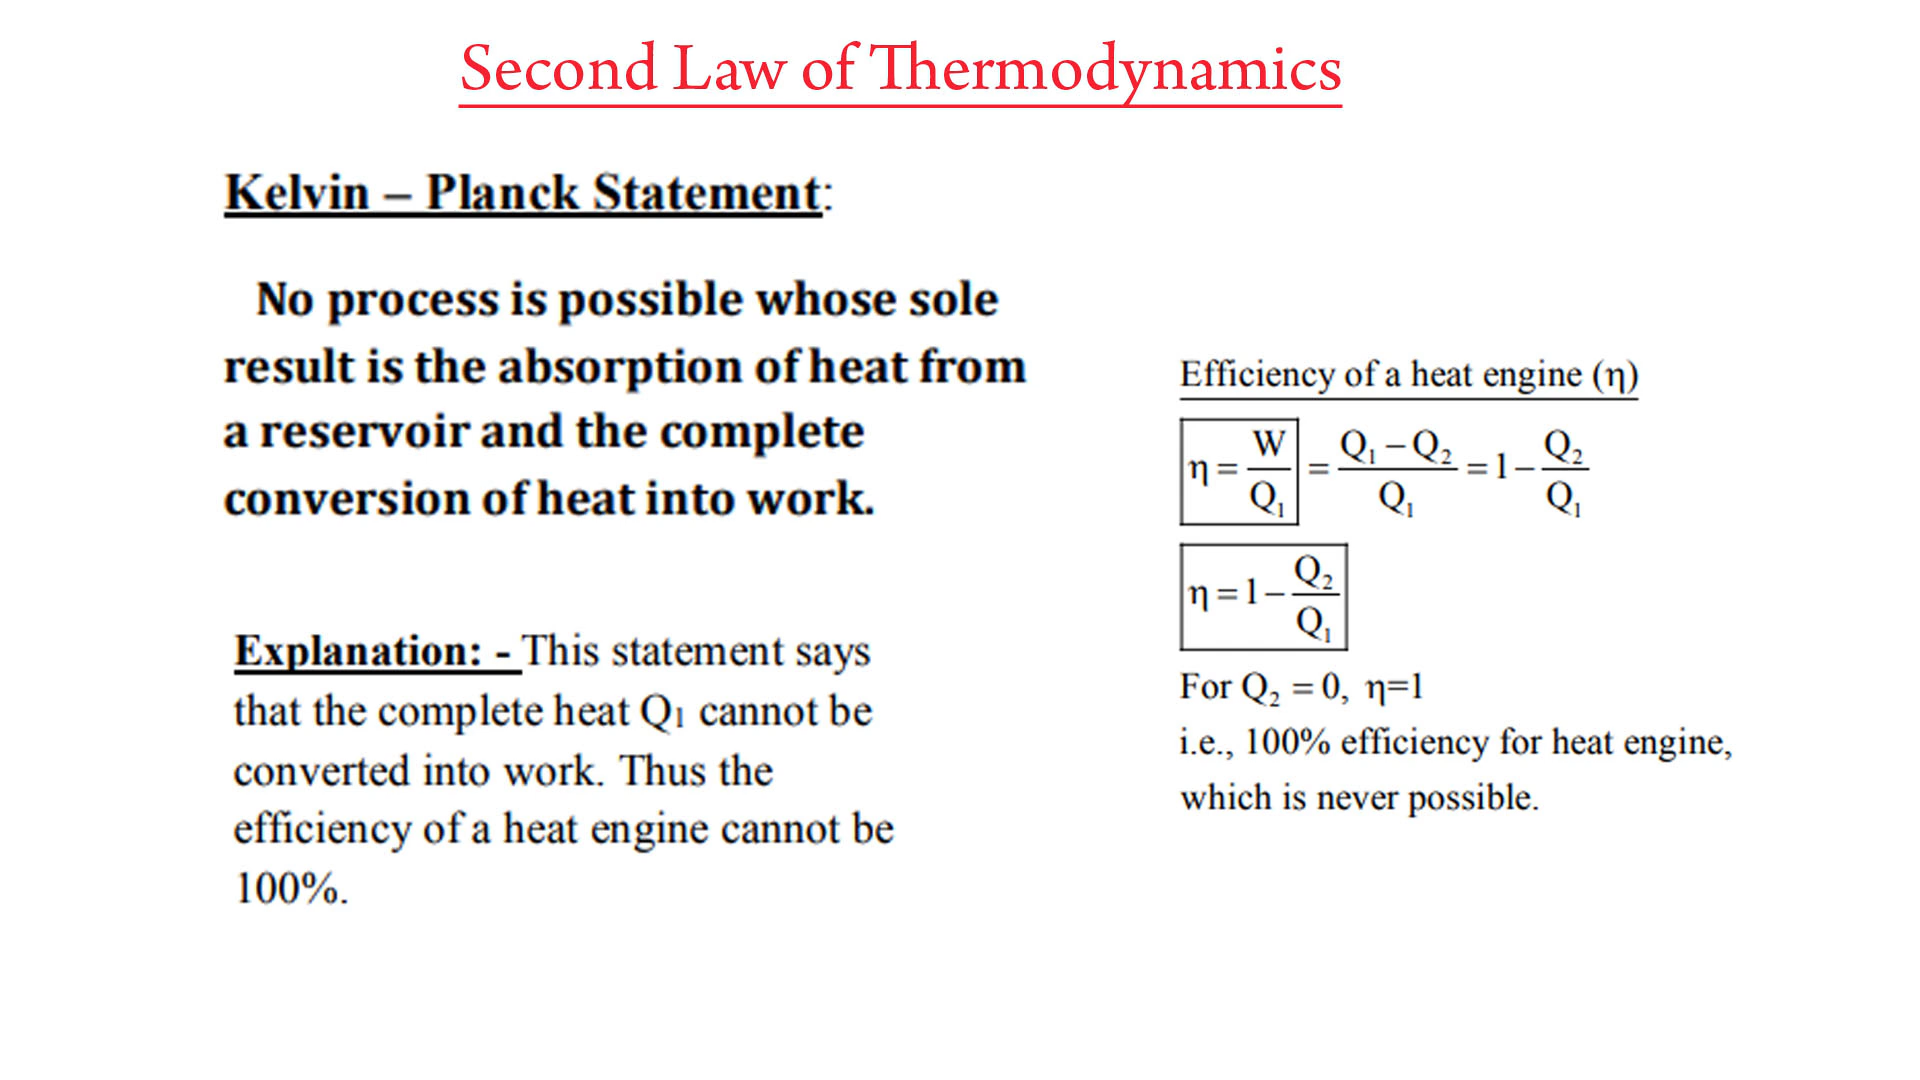 Second Law of Thermodynamics
Kelvin – Planck Statement:
No process is possible whose sole
result is the absorption of heat from
a reservoir and the complete
conversion of heat into work.
Explanation: - This statement says
that the complete heat Q₁ cannot be
converted into work. Thus the
efficiency of a heat engine cannot be
100%.
Efficiency of a heat engine (η)
η = W/Q₁ = (Q₁ – Q₂)/Q₁ = 1 – Q₂/Q₁
η = 1 – Q₂/Q₁
For Q₂ = 0, η=1
i.e., 100% efficiency for heat engine,
which is never possible.